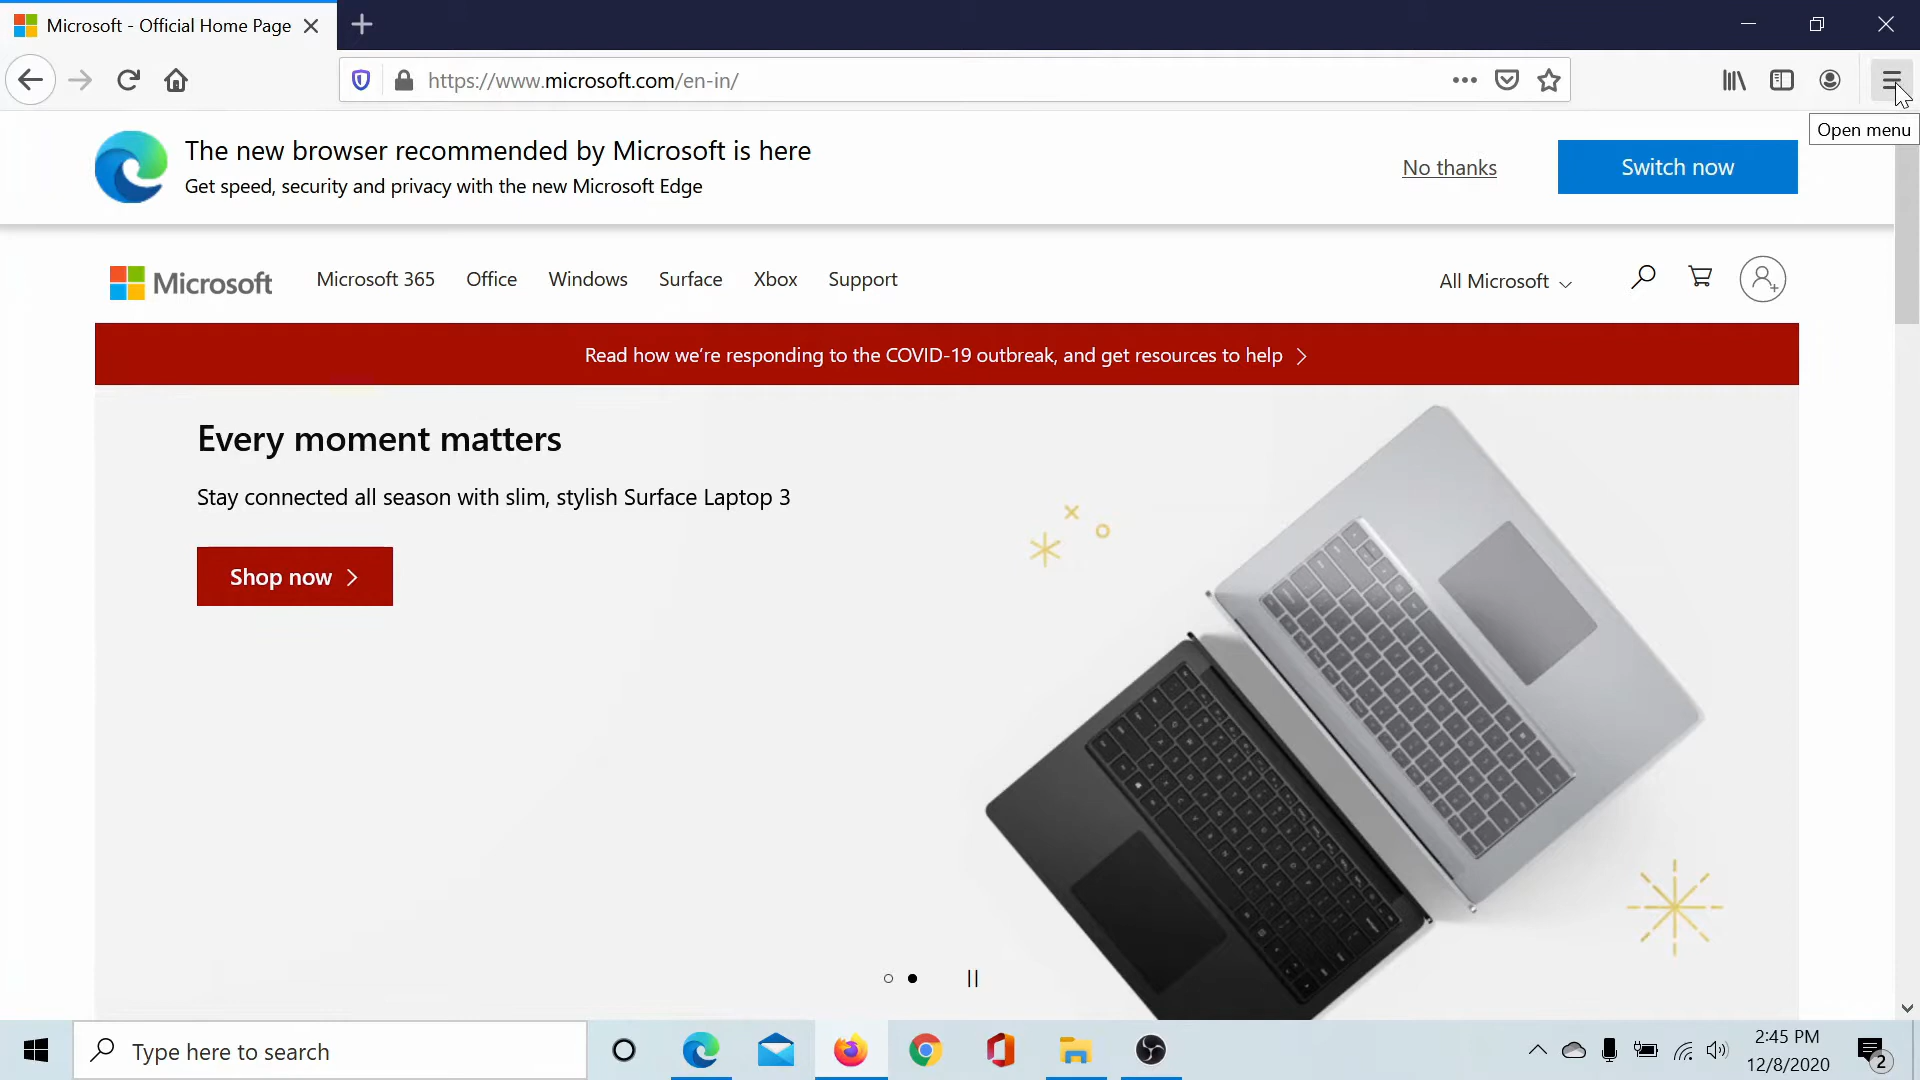 Microsoft - Official Home Page
https://www.microsoft.com/en-in/
Open menu
The new browser recommended by Microsoft is here
Get speed, security and privacy with the new Microsoft Edge
No thanks
Switch now
Microsoft
Microsoft 365
Office
Windows
Surface
Xbox
Support
All Microsoft
Read how we’re responding to the COVID-19 outbreak, and get resources to help
Every moment matters
Stay connected all season with slim, stylish Surface Laptop 3
Shop now
Type here to search
2:45 PM
12/8/2020
2